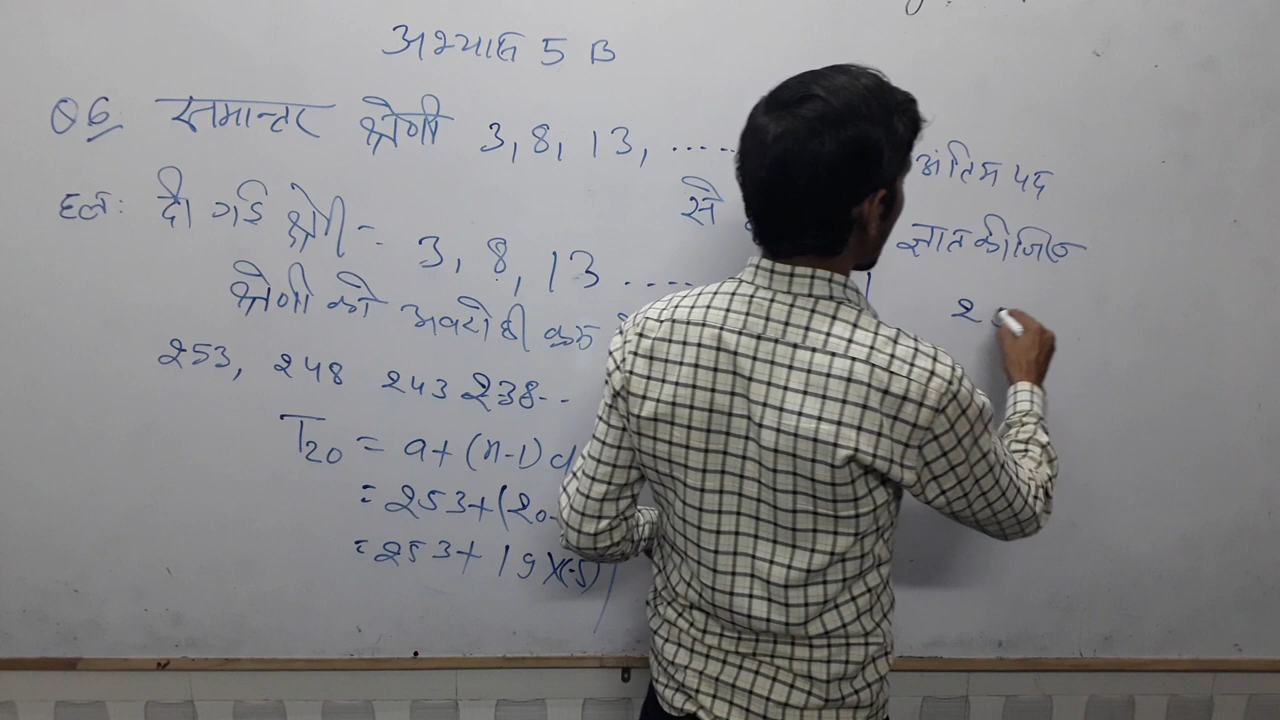 अभ्यास 5 B
Q6 समान्तर श्रेणी 3, 8, 13, ...... अंतिम पद
से ज्ञात कीजिए
हल: दी गई श्रेणी - 3, 8, 13 ......
श्रेणी को अवरोही क्रम
253, 248 243 238--
T20 = a + (n-1) d
= 253 + (20-
= 253 + 19 X (-5)
2